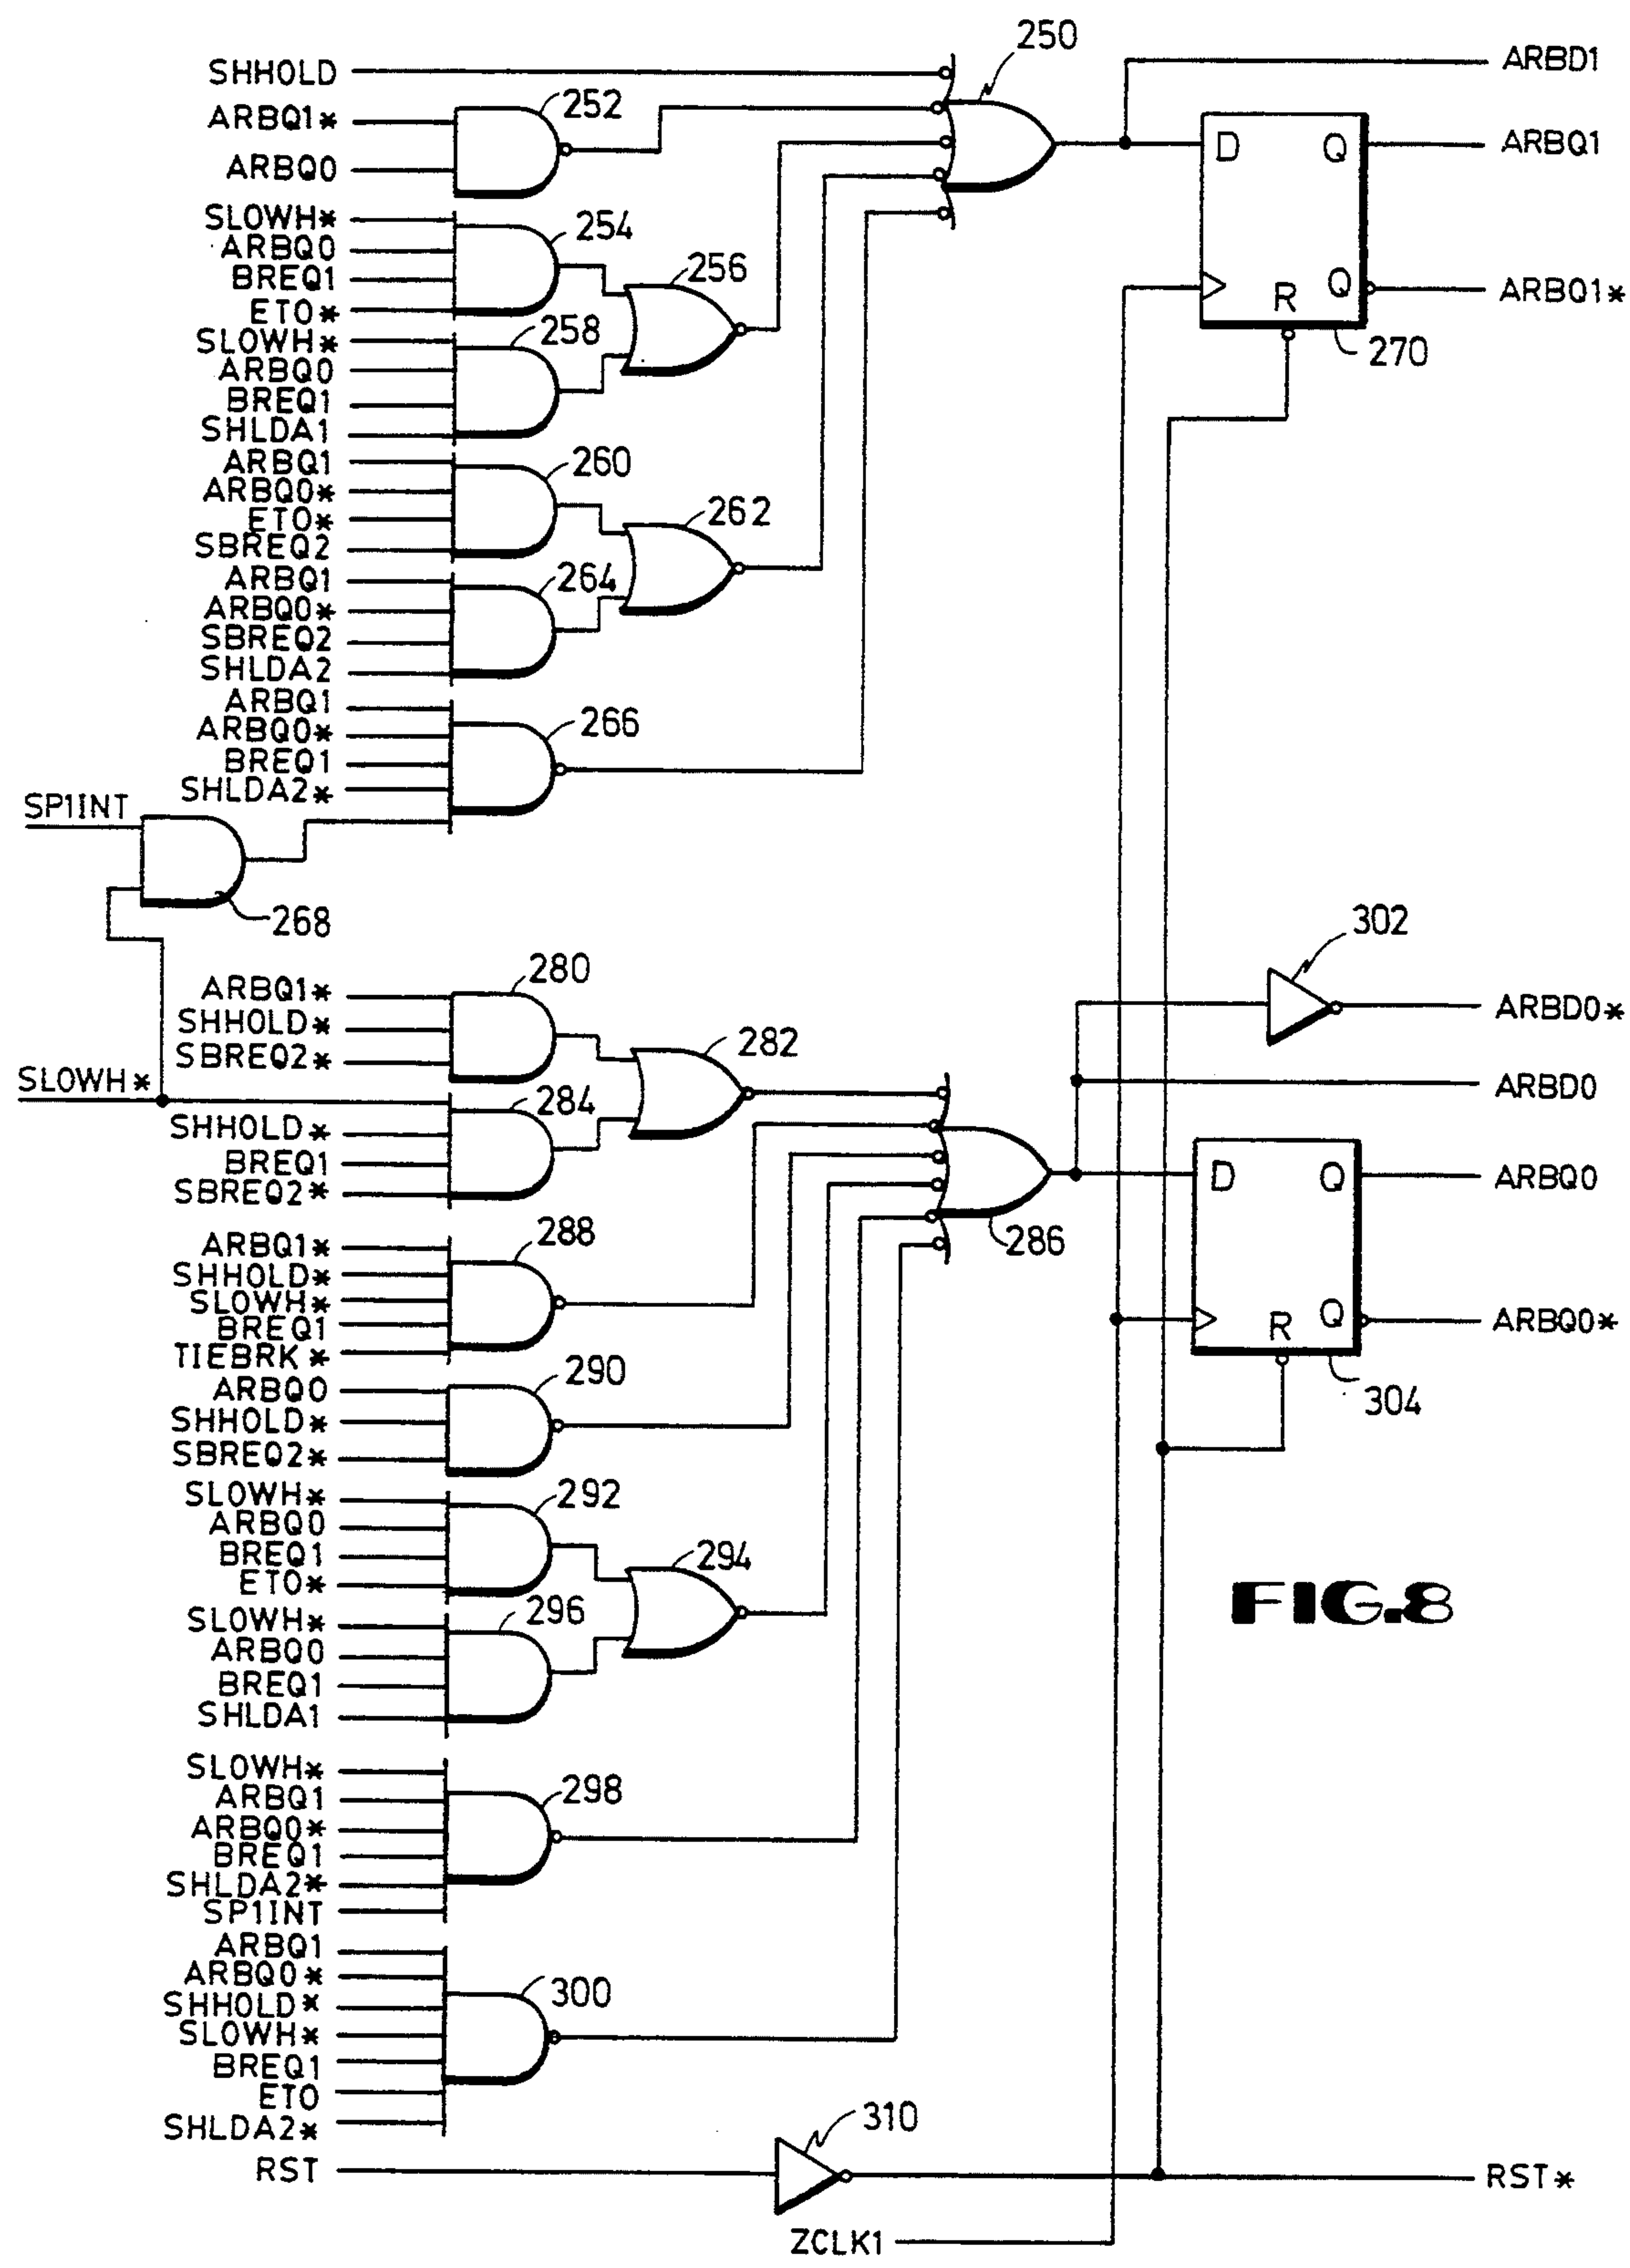 250
SHHOLD
ARBD1
252
ARBQ1*
ARBQ0
D
Q
ARBQ1
SLOWH*
ARBQ0
BREQ1
ETO*
254
256
R
Q
ARBQ1*
270
SLOWH*
ARBQ0
BREQ1
SHLDA1
258
ARBQ1
ARBQ0*
ETO*
SBREQ2
260
262
ARBQ1
ARBQ0*
SBREQ2
SHLDA2
264
ARBQ1
ARBQ0*
BREQ1
SHLDA2*
266
SP1INT
268
302
ARBD0*
280
ARBQ1*
SHHOLD*
SBREQ2*
282
SLOWH*
ARBD0
284
SHHOLD*
BREQ1
SBREQ2*
286
D
Q
ARBQ0
288
ARBQ1*
SHHOLD*
SLOWH*
BREQ1
TIEBRK*
R
Q
ARBQ0*
304
290
ARBQ0
SHHOLD*
SBREQ2*
292
SLOWH*
ARBQ0
BREQ1
ETO*
294
296
SLOWH*
ARBQ0
BREQ1
SHLDA1
FIG.8
298
SLOWH*
ARBQ1
ARBQ0*
BREQ1
SHLDA2*
SP1INT
300
ARBQ1
ARBQ0*
SHHOLD*
SLOWH*
BREQ1
ETO
SHLDA2*
310
RST
RST*
ZCLK1